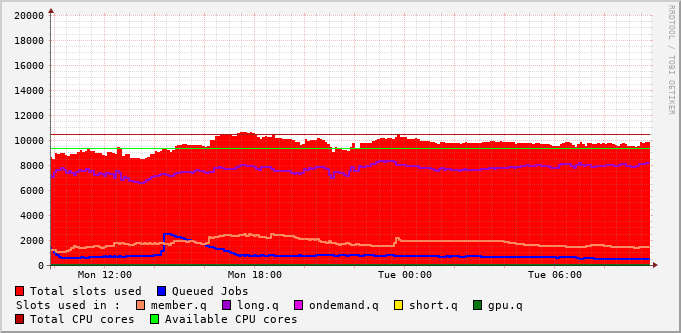 20000
18000
16000
14000
12000
10000
8000
6000
4000
2000
0
Mon 12:00 Mon 18:00 Tue 00:00 Tue 06:00
Total slots used Queued Jobs
Slots used in : member.q long.q ondemand.q short.q gpu.q
Total CPU cores Available CPU cores
RRDTOOL / TOBI OETIKER